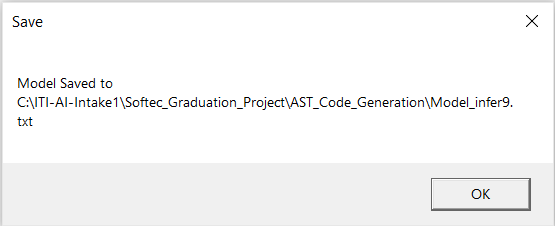 Save
Model Saved to
C:\ITI-AI-Intake1\Softec_Graduation_Project\AST_Code_Generation\Model_infer9.
txt
OK